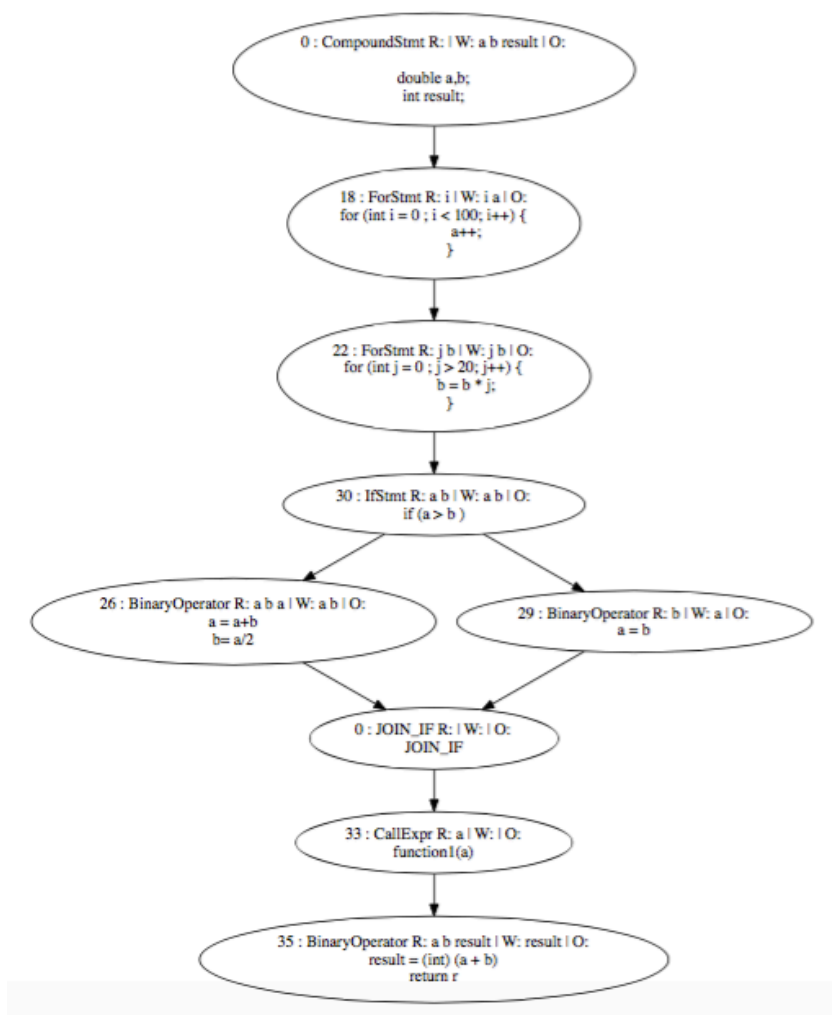 0 : CompoundStmt R: | W: a b result | O:
double a,b;
int result;
18 : ForStmt R: i | W: i a | O:
for (int i = 0 ; i < 100; i++) {
a++;
}
22 : ForStmt R: j b | W: j b | O:
for (int j = 0 ; j > 20; j++) {
b = b * j;
}
30 : IfStmt R: a b | W: a b | O:
if (a > b )
26 : BinaryOperator R: a b a | W: a b | O:
a = a+b
b= a/2
29 : BinaryOperator R: b | W: a | O:
a = b
0 : JOIN_IF R: | W: | O:
JOIN_IF
33 : CallExpr R: a | W: | O:
function1(a)
35 : BinaryOperator R: a b result | W: result | O:
result = (int) (a + b)
return r